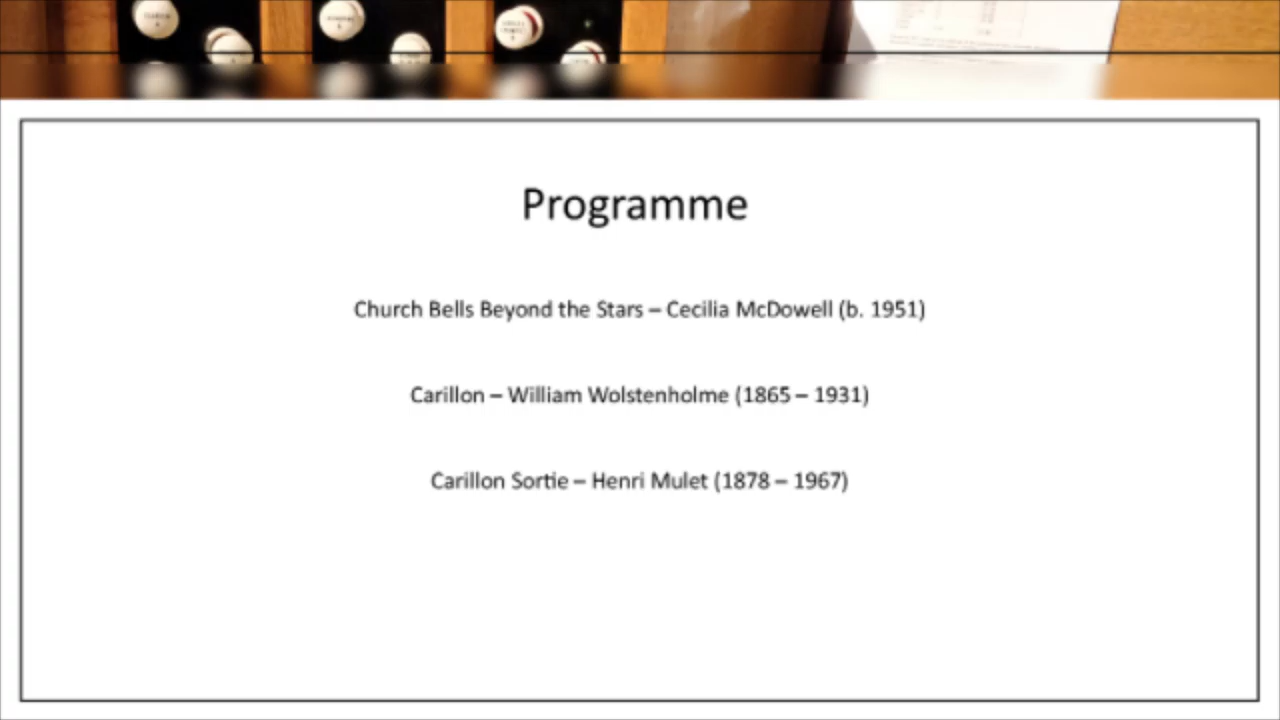 Programme
Church Bells Beyond the Stars – Cecilia McDowell (b. 1951)
Carillon – William Wolstenholme (1865 – 1931)
Carillon Sortie – Henri Mulet (1878 – 1967)